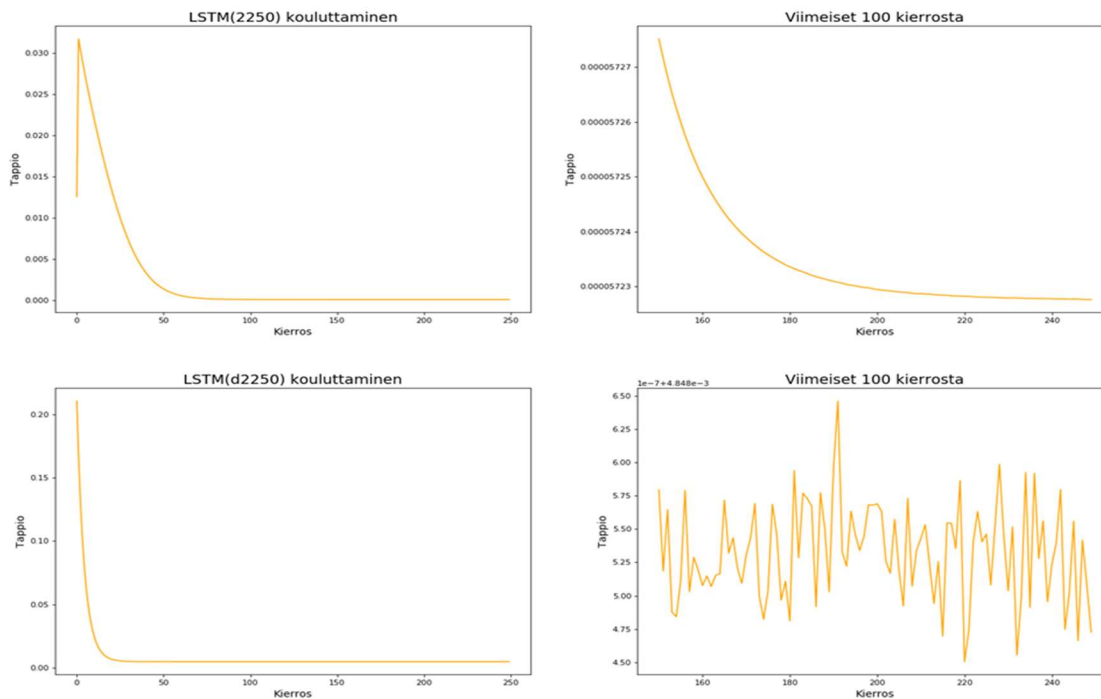 LSTM(2250) kouluttaminen
0.030
0.025
0.020
0.015
0.010
0.005
0.000
Tappio
0 50 100 150 200 250
Kierros
Viimeiset 100 kierrosta
0.00005727
0.00005726
0.00005725
0.00005724
0.00005723
Tappio
160 180 200 220 240
Kierros
LSTM(d2250) kouluttaminen
0.20
0.15
0.10
0.05
0.00
Tappio
0 50 100 150 200 250
Kierros
Viimeiset 100 kierrosta
1e−7+4.848e−3
6.50
6.25
6.00
5.75
5.50
5.25
5.00
4.75
4.50
Tappio
160 180 200 220 240
Kierros